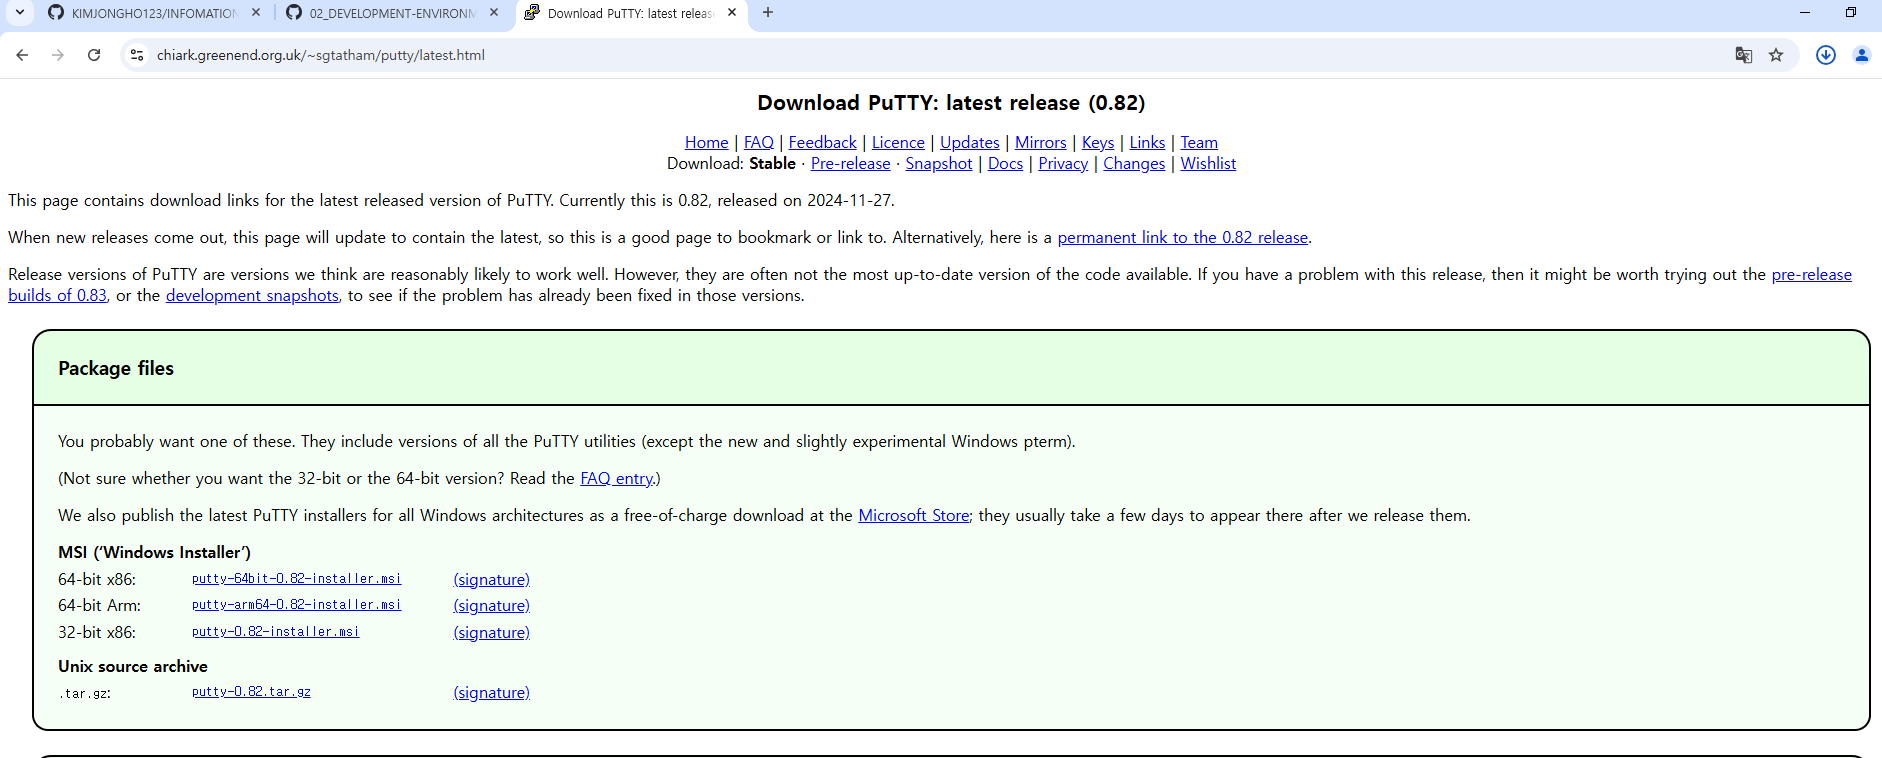 KIMJONGHO123/INFOMATION
02_DEVELOPMENT-ENVIRONM
Download PuTTY: latest release
chiark.greenend.org.uk/~sgtatham/putty/latest.html
Download PuTTY: latest release (0.82)
Home | FAQ | Feedback | Licence | Updates | Mirrors | Keys | Links | Team
Download: Stable · Pre-release · Snapshot | Docs | Privacy | Changes | Wishlist
This page contains download links for the latest released version of PuTTY. Currently this is 0.82, released on 2024-11-27.
When new releases come out, this page will update to contain the latest, so this is a good page to bookmark or link to. Alternatively, here is a permanent link to the 0.82 release.
Release versions of PuTTY are versions we think are reasonably likely to work well. However, they are often not the most up-to-date version of the code available. If you have a problem with this release, then it might be worth trying out the pre-release
builds of 0.83, or the development snapshots, to see if the problem has already been fixed in those versions.
Package files
You probably want one of these. They include versions of all the PuTTY utilities (except the new and slightly experimental Windows pterm).
(Not sure whether you want the 32-bit or the 64-bit version? Read the FAQ entry.)
We also publish the latest PuTTY installers for all Windows architectures as a free-of-charge download at the Microsoft Store; they usually take a few days to appear there after we release them.
MSI (‘Windows Installer’)
64-bit x86: putty-64bit-0.82-installer.msi (signature)
64-bit Arm: putty-arm64-0.82-installer.msi (signature)
32-bit x86: putty-0.82-installer.msi (signature)
Unix source archive
.tar.gz: putty-0.82.tar.gz (signature)